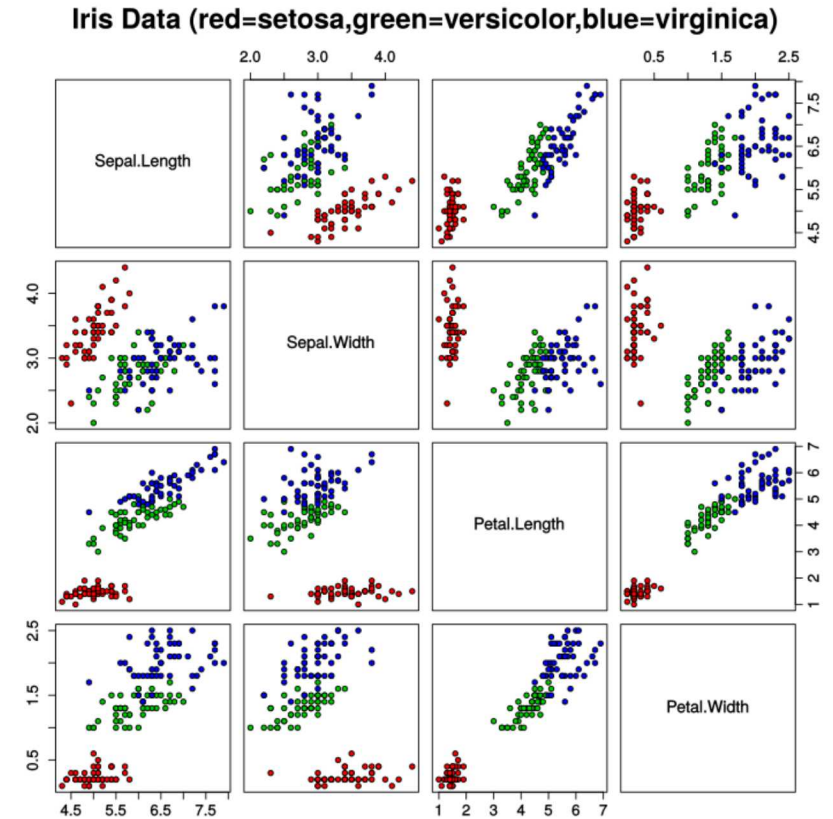 Iris Data (red=setosa,green=versicolor,blue=virginica)
2.0 3.0 4.0 0.5 1.5 2.5
Sepal.Length
4.5 5.5 6.5 7.5
Sepal.Width
2.0 3.0 4.0
Petal.Length
1 2 3 4 5 6 7
Petal.Width
0.5 1.5 2.5
4.5 5.5 6.5 7.5 1 2 3 4 5 6 7